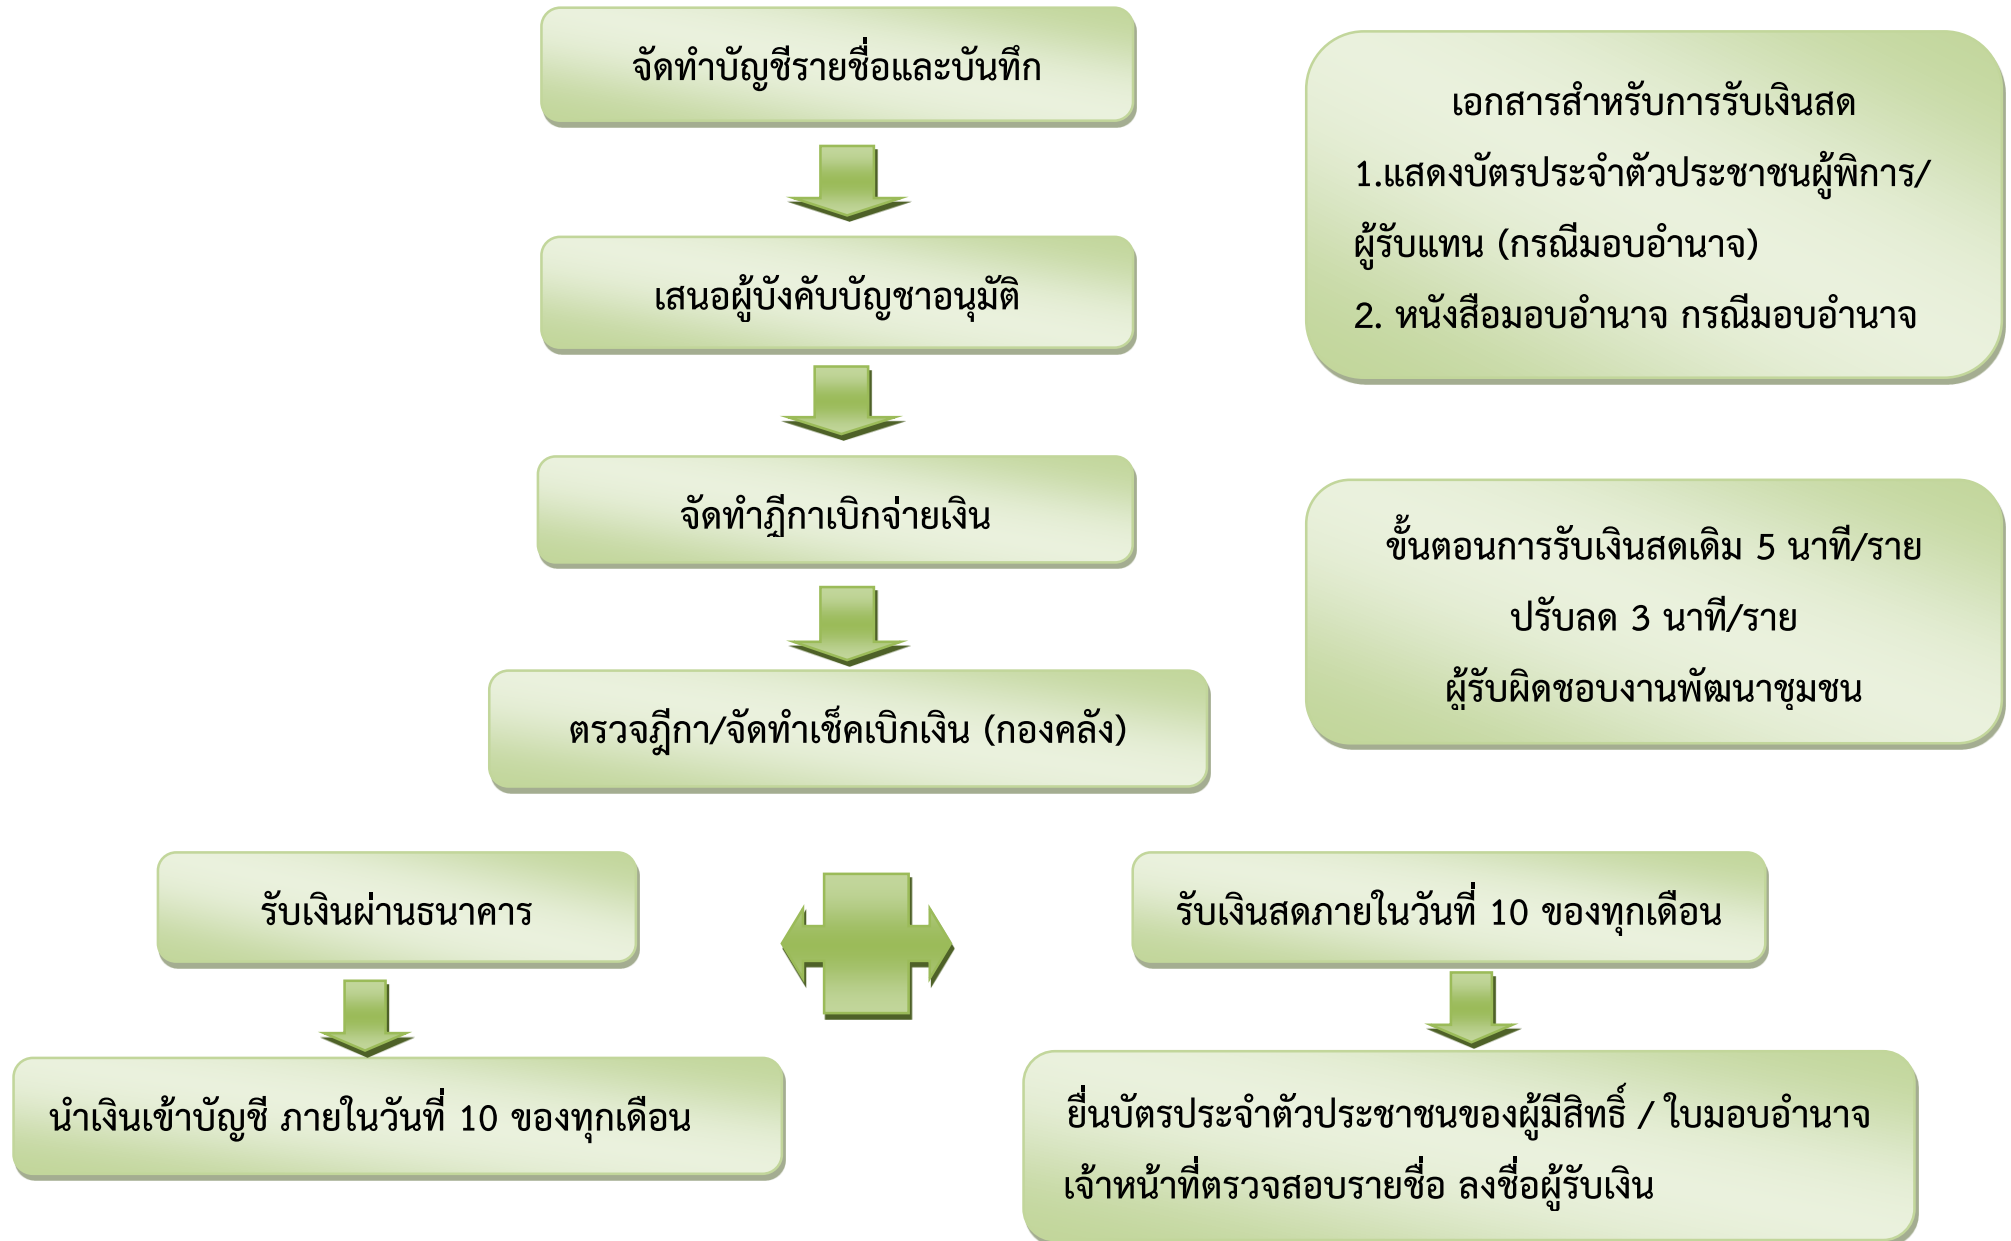 จัดทำบัญชีรายชื่อและบันทึก
เสนอผู้บังคับบัญชาอนุมัติ
จัดทำฎีกาเบิกจ่ายเงิน
ตรวจฎีกา/จัดทำเช็คเบิกเงิน (กองคลัง)
เอกสารสำหรับการรับเงินสด
1.แสดงบัตรประจำตัวประชาชนผู้พิการ/
ผู้รับแทน (กรณีมอบอำนาจ)
2. หนังสือมอบอำนาจ กรณีมอบอำนาจ
ขั้นตอนการรับเงินสดเดิม 5 นาที/ราย
ปรับลด 3 นาที/ราย
ผู้รับผิดชอบงานพัฒนาชุมชน
รับเงินผ่านธนาคาร
นำเงินเข้าบัญชี ภายในวันที่ 10 ของทุกเดือน
รับเงินสดภายในวันที่ 10 ของทุกเดือน
ยื่นบัตรประจำตัวประชาชนของผู้มีสิทธิ์ / ใบมอบอำนาจ
เจ้าหน้าที่ตรวจสอบรายชื่อ ลงชื่อผู้รับเงิน